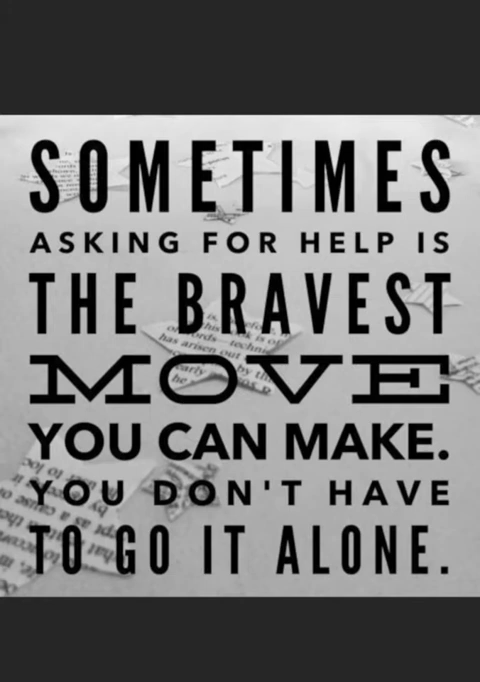 SOMETIMES
ASKING FOR HELP IS
THE BRAVEST
MOVE
YOU CAN MAKE.
YOU DON'T HAVE
TO GO IT ALONE.